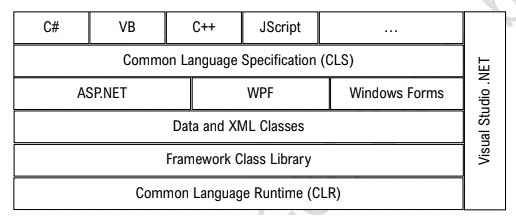 C# VB C++ JScript ...
Common Language Specification (CLS)
ASP.NET WPF Windows Forms
Data and XML Classes
Framework Class Library
Common Language Runtime (CLR)
Visual Studio .NET